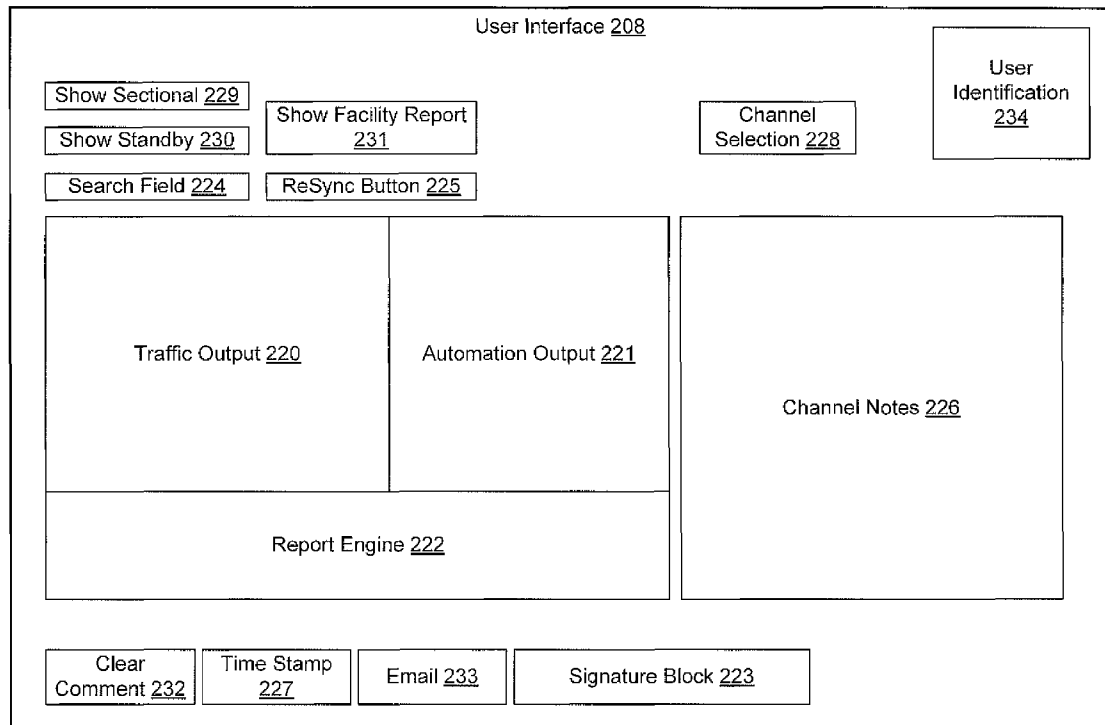 User Interface 208
User
Identification
234
Show Sectional 229
Show Facility Report
231
Channel
Selection 228
Show Standby 230
Search Field 224
ReSync Button 225
Traffic Output 220
Automation Output 221
Channel Notes 226
Report Engine 222
Clear
Comment 232
Time Stamp
227
Email 233
Signature Block 223